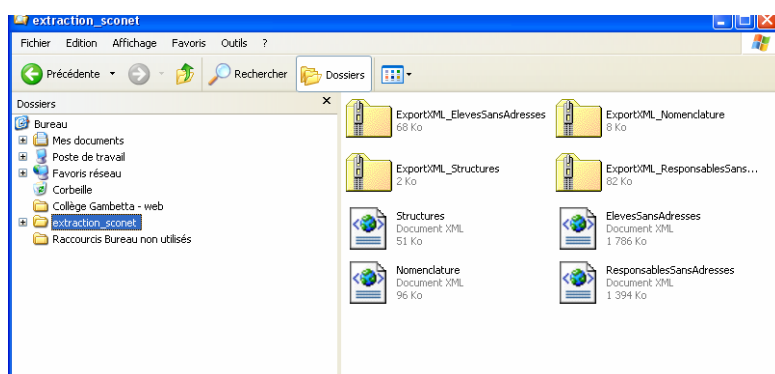 extraction_sconet
Fichier Edition Affichage Favoris Outils ?
Précédente Rechercher Dossiers
Dossiers x
Bureau
Mes documents
Poste de travail
Favoris réseau
Corbeille
Collège Gambetta - web
extraction_sconet
Raccourcis Bureau non utilisés
ExportXML_ElevesSansAdresses
68 Ko
ExportXML_Nomenclature
8 Ko
ExportXML_Structures
2 Ko
ExportXML_ResponsablesSans...
82 Ko
Structures
Document XML
51 Ko
ElevesSansAdresses
Document XML
1 786 Ko
Nomenclature
Document XML
96 Ko
ResponsablesSansAdresses
Document XML
1 394 Ko